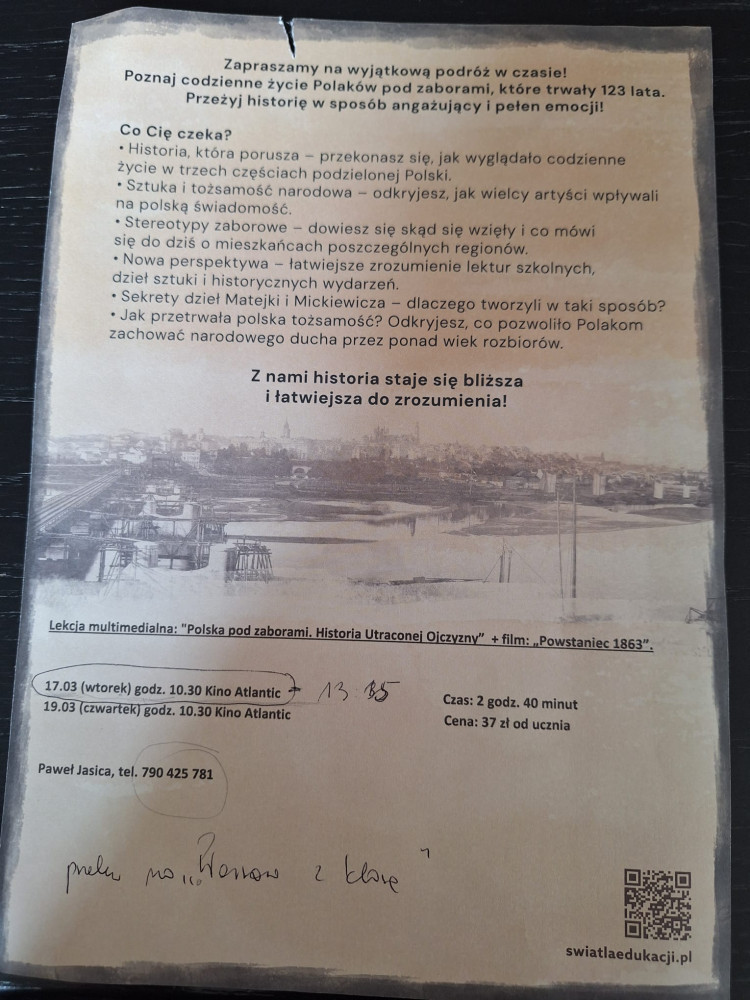 Zapraszamy na wyjątkową podróż w czasie!
Poznaj codzienne życie Polaków pod zaborami, które trwały 123 lata.
Przeżyj historię w sposób angażujący i pełen emocji!
Co Cię czeka?
• Historia, która porusza – przekonasz się, jak wyglądało codzienne
życie w trzech częściach podzielonej Polski.
• Sztuka i tożsamość narodowa – odkryjesz, jak wielcy artyści wpływali
na polską świadomość.
• Stereotypy zaborowe – dowiesz się skąd się wzięły i co mówi
się do dziś o mieszkańcach poszczególnych regionów.
• Nowa perspektywa – łatwiejsze zrozumienie lektur szkolnych,
dzieł sztuki i historycznych wydarzeń.
• Sekrety dzieł Matejki i Mickiewicza – dlaczego tworzyli w taki sposób?
• Jak przetrwała polska tożsamość? Odkryjesz, co pozwoliło Polakom
zachować narodowego ducha przez ponad wiek rozbiorów.
Z nami historia staje się bliższa
i łatwiejsza do zrozumienia!
Lekcja multimedialna: "Polska pod zaborami. Historia Utraconej Ojczyzny" + film: „Powstaniec 1863”.
17.03 (wtorek) godz. 10.30 Kino Atlantic - 13
19.03 (czwartek) godz. 10.30 Kino Atlantic
Czas: 2 godz. 40 minut
Cena: 37 zł od ucznia
Paweł Jasica, tel. 790 425 781
z klasą”
swiatlaedukacji.pl